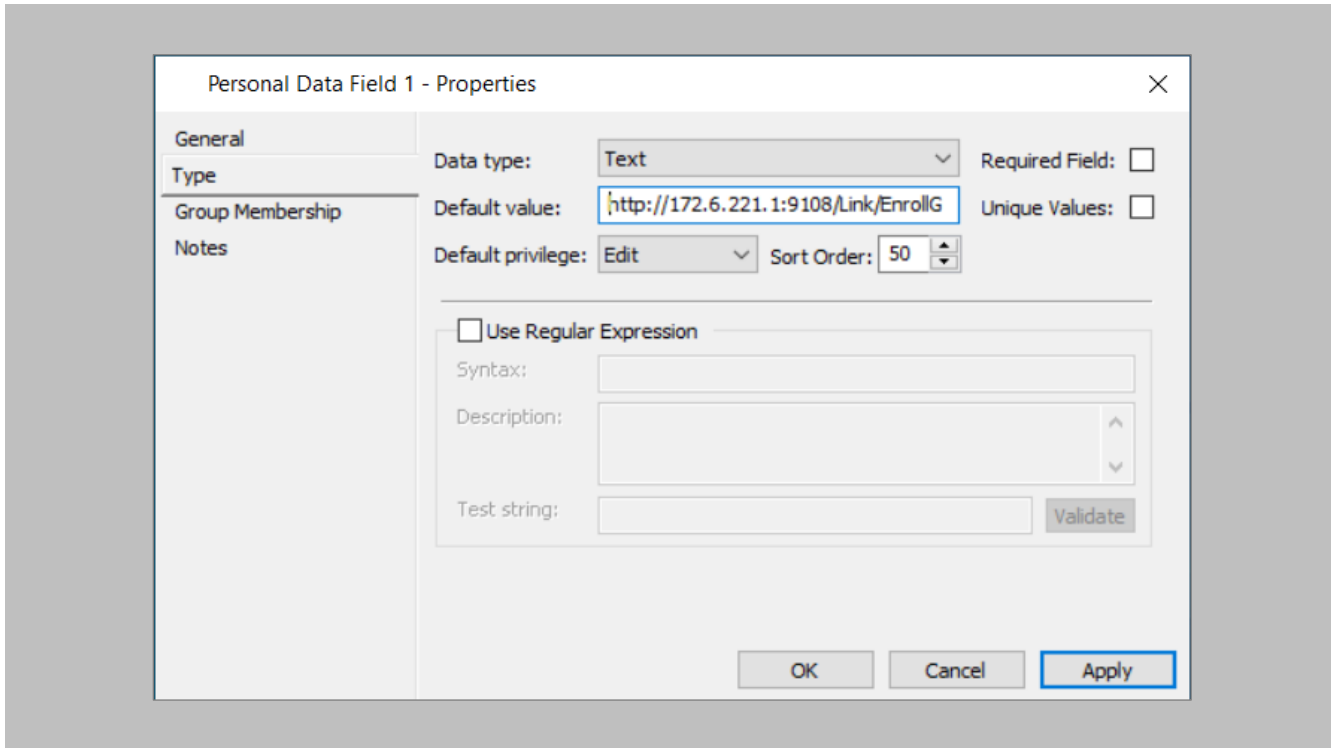 Personal Data Field 1 - Properties
General
Type
Group Membership
Notes
Data type: Text Required Field:
Default value: http://172.6.221.1:9108/Link/EnrollG Unique Values:
Default privilege: Edit Sort Order: 50
Use Regular Expression
Syntax:
Description:
Test string: Validate
OK Cancel Apply